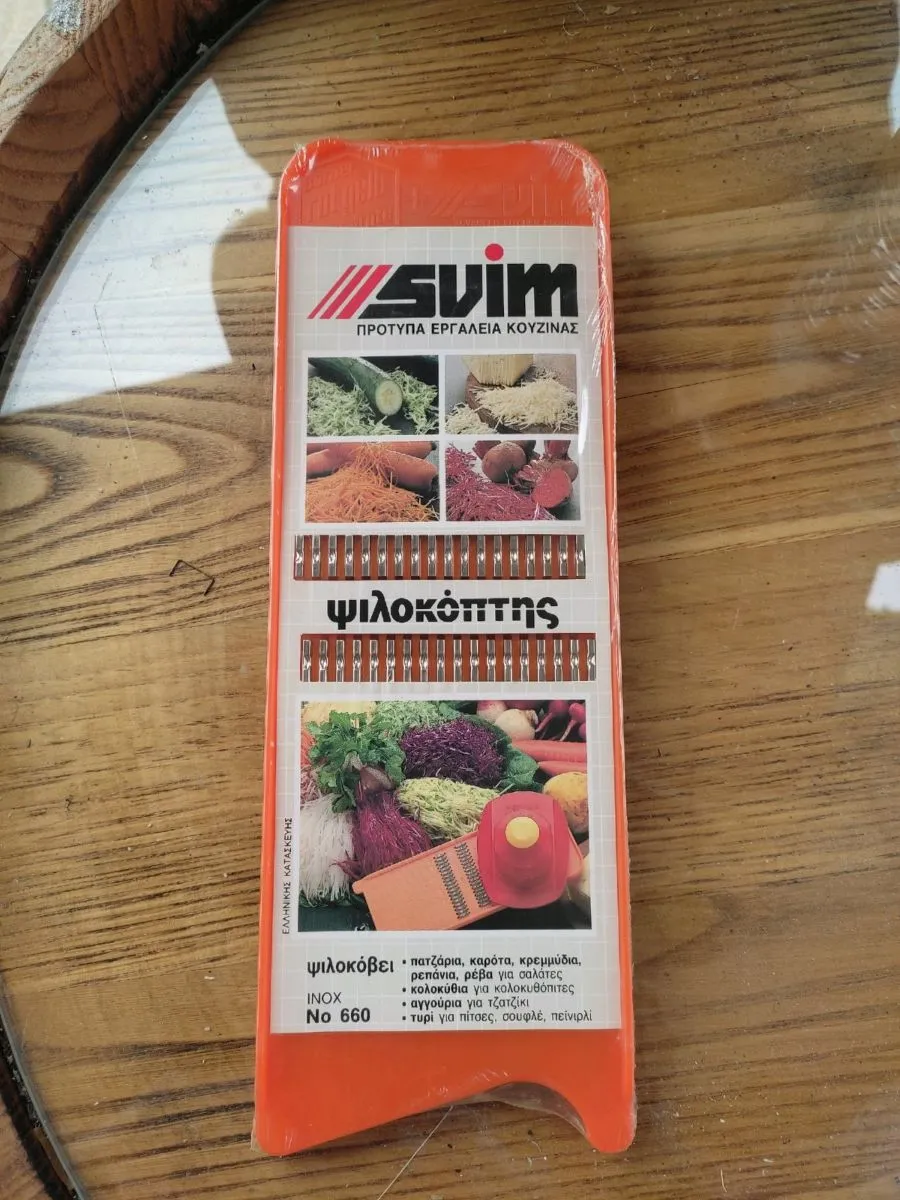 SVim
ΠΡΟΤΥΠΑ ΕΡΓΑΛΕΙΑ ΚΟΥΖΙΝΑΣ
ψιλοκόπτης
ΕΛΛΗΝΙΚΗΣ ΚΑΤΑΣΚΕΥΗΣ
ψιλοκόβει
• πατζάρια, καρότα, κρεμμύδια,
ρεπάνια, ρέβα για σαλάτες
• κολοκύθια για κολοκυθόπιτες
• αγγούρια για τζατζίκι
• τυρί για πίτσες, σουφλέ, πεϊνιρλί
INOX
No 660